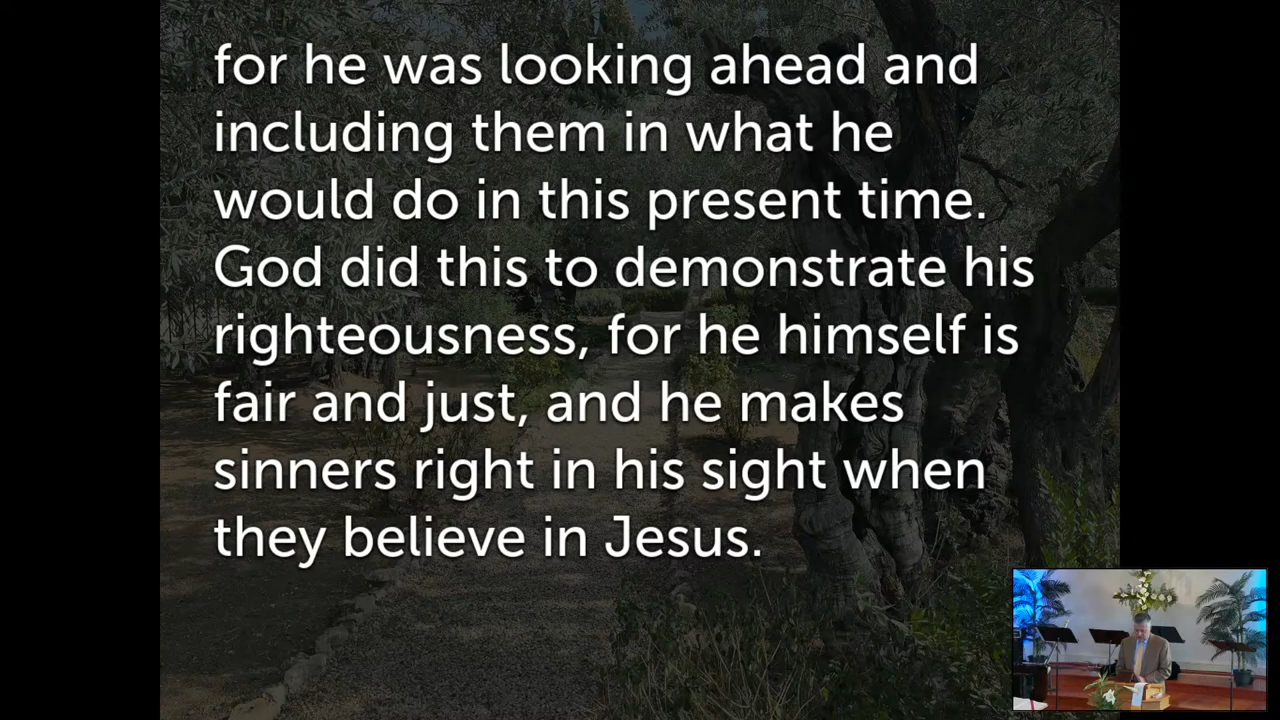 for he was looking ahead and
including them in what he
would do in this present time.
God did this to demonstrate his
righteousness, for he himself is
fair and just, and he makes
sinners right in his sight when
they believe in Jesus.